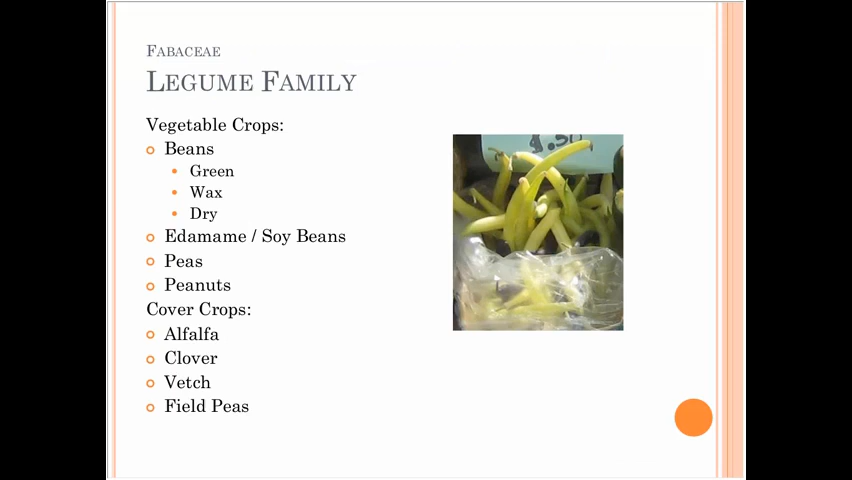 Fabaceae
Legume Family
Vegetable Crops:
Beans
Green
Wax
Dry
Edamame / Soy Beans
Peas
Peanuts
Cover Crops:
Alfalfa
Clover
Vetch
Field Peas